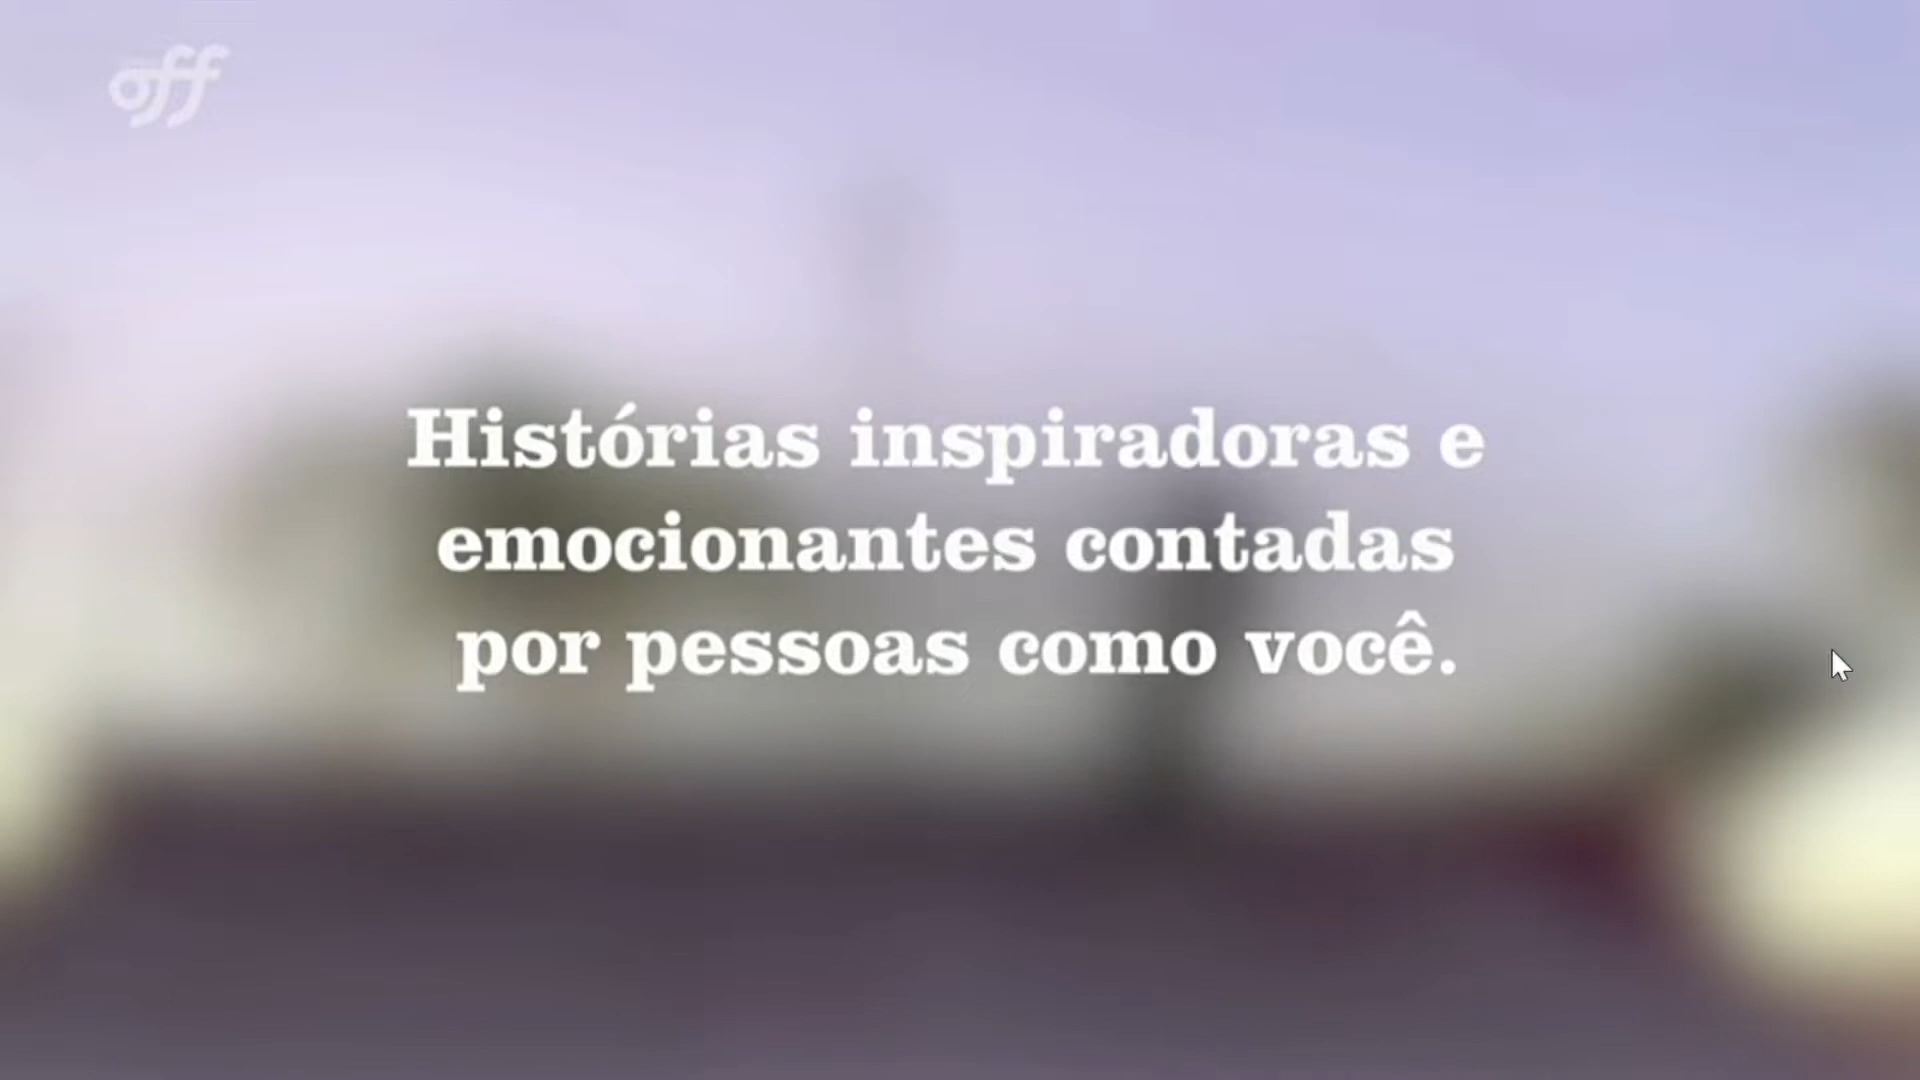 off
Histórias inspiradoras e
emocionantes contadas
por pessoas como você.